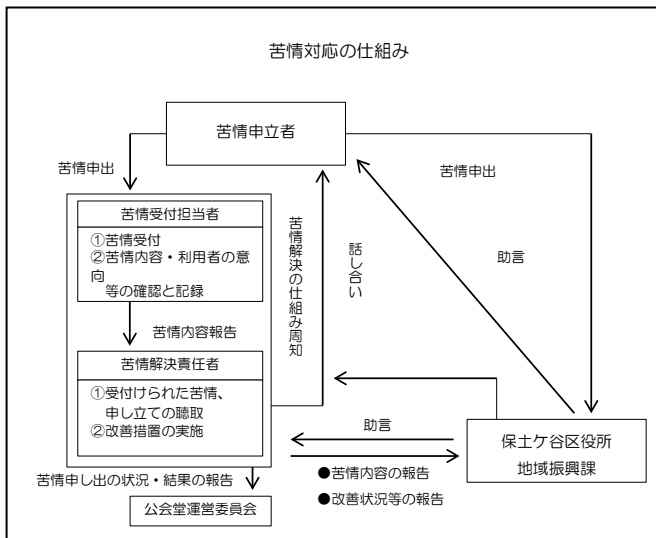 苦情対応の仕組み
苦情申立者
苦情申出
苦情申出
苦情受付担当者
①苦情受付
②苦情内容・利用者の意
向
等の確認と記録
苦情解決の仕組み周知
話し合い
助言
苦情内容報告
苦情解決責任者
①受付けられた苦情、
申し立ての聴取
②改善措置の実施
助言
保土ケ谷区役所
地域振興課
●苦情内容の報告
●改善状況等の報告
苦情申し出の状況・結果の報告
公会堂運営委員会